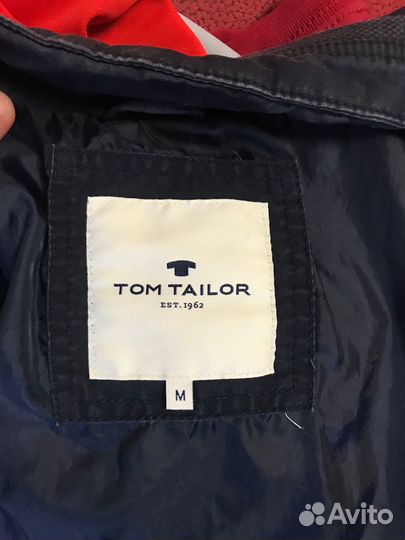 TOM TAILOR
EST. 1962
M
Avito